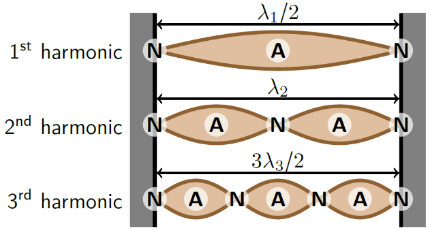 λ₁/2
1ˢᵗ harmonic N A N
λ₂
2ⁿᵈ harmonic N A N A N
3λ₃/2
3ʳᵈ harmonic N A N A N A N